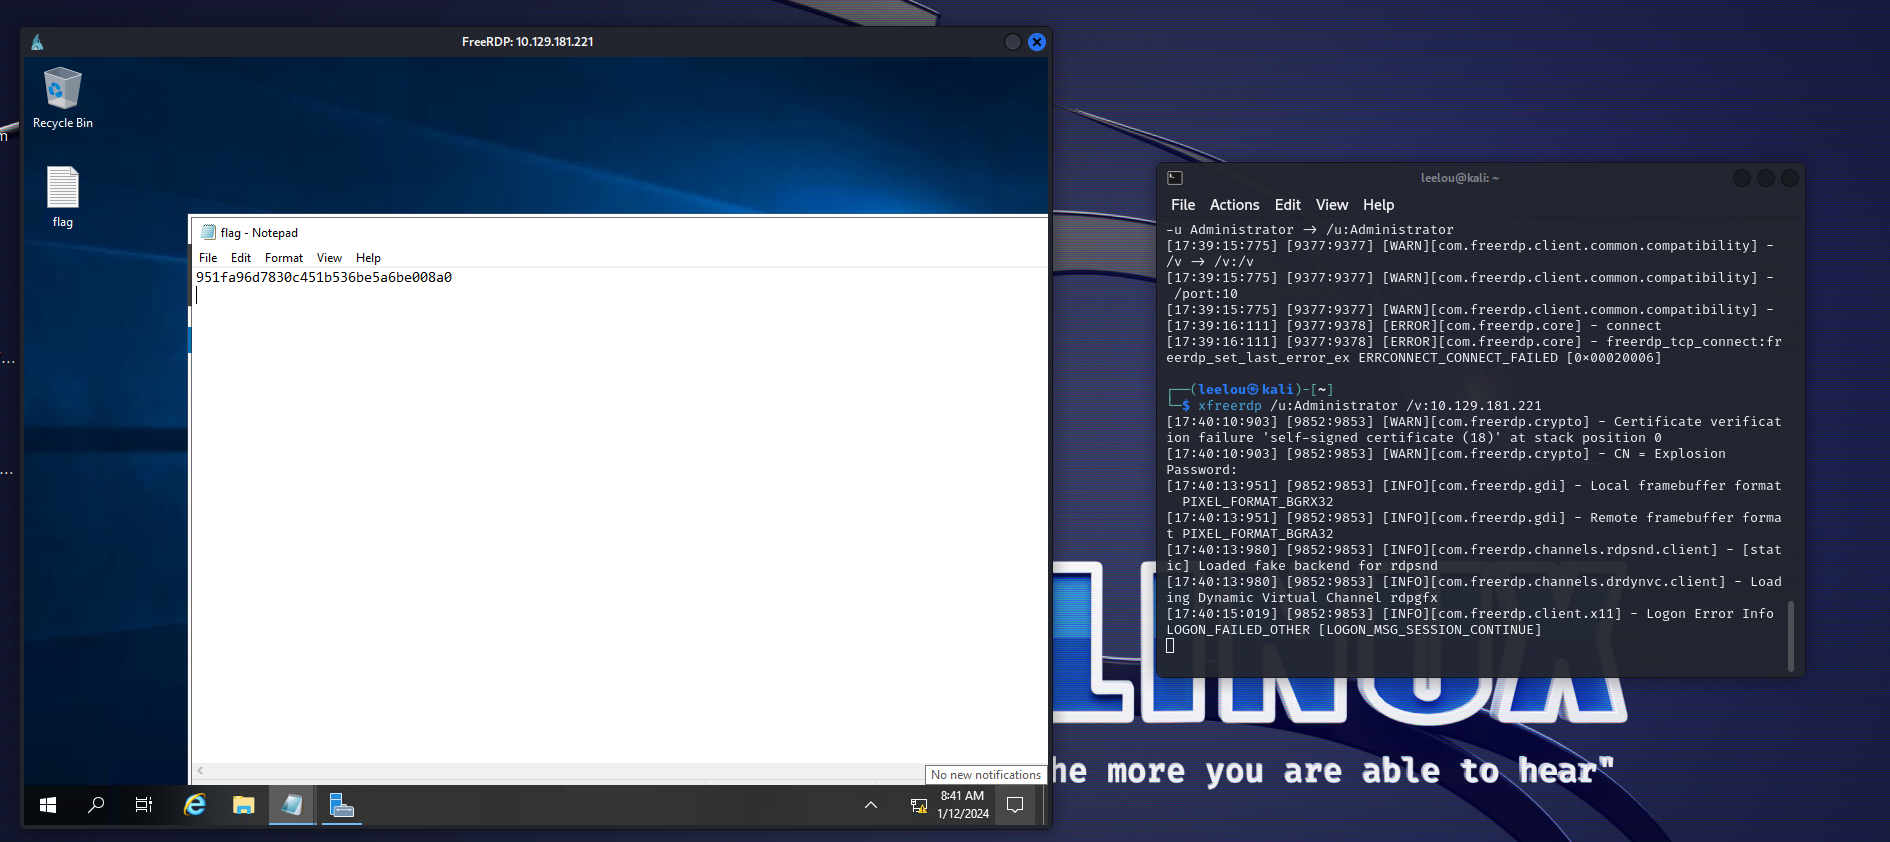 FreeRDP: 10.129.181.221
Recycle Bin
m
flag
flag - Notepad
File Edit Format View Help
951fa96d7830c451b536be5a6be008a0
...
...
No new notifications
8:41 AM
1/12/2024
leelou@kali: ~
File Actions Edit View Help
-u Administrator → /u:Administrator
[17:39:15:775] [9377:9377] [WARN][com.freerdp.client.common.compatibility] -
/v → /v:/v
[17:39:15:775] [9377:9377] [WARN][com.freerdp.client.common.compatibility] -
/port:10
[17:39:15:775] [9377:9377] [WARN][com.freerdp.client.common.compatibility] -
[17:39:16:111] [9377:9378] [ERROR][com.freerdp.core] - connect
[17:39:16:111] [9377:9378] [ERROR][com.freerdp.core] - freerdp_tcp_connect:fr
eerdp_set_last_error_ex ERRCONNECT_CONNECT_FAILED [0×00020006]
┌──(leelou㉿kali)-[~]
└─$ xfreerdp /u:Administrator /v:10.129.181.221
[17:40:10:903] [9852:9853] [WARN][com.freerdp.crypto] - Certificate verificat
ion failure 'self-signed certificate (18)' at stack position 0
[17:40:10:903] [9852:9853] [WARN][com.freerdp.crypto] - CN = Explosion
Password:
[17:40:13:951] [9852:9853] [INFO][com.freerdp.gdi] - Local framebuffer format
PIXEL_FORMAT_BGRX32
[17:40:13:951] [9852:9853] [INFO][com.freerdp.gdi] - Remote framebuffer forma
t PIXEL_FORMAT_BGRA32
[17:40:13:980] [9852:9853] [INFO][com.freerdp.channels.rdpsnd.client] - [stat
ic] Loaded fake backend for rdpsnd
[17:40:13:980] [9852:9853] [INFO][com.freerdp.channels.drdynvc.client] - Load
ing Dynamic Virtual Channel rdpgfx
[17:40:15:019] [9852:9853] [INFO][com.freerdp.client.x11] - Logon Error Info
LOGON_FAILED_OTHER [LOGON_MSG_SESSION_CONTINUE]
LINUX
he more you are able to hear"